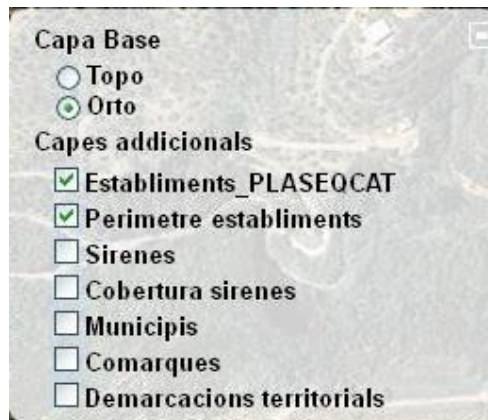 Capa Base
Topo
Orto
Capes addicionals
Establiments_PLASEQCAT
Perimetre establiments
Sirenes
Cobertura sirenes
Municipis
Comarques
Demarcacions territorials